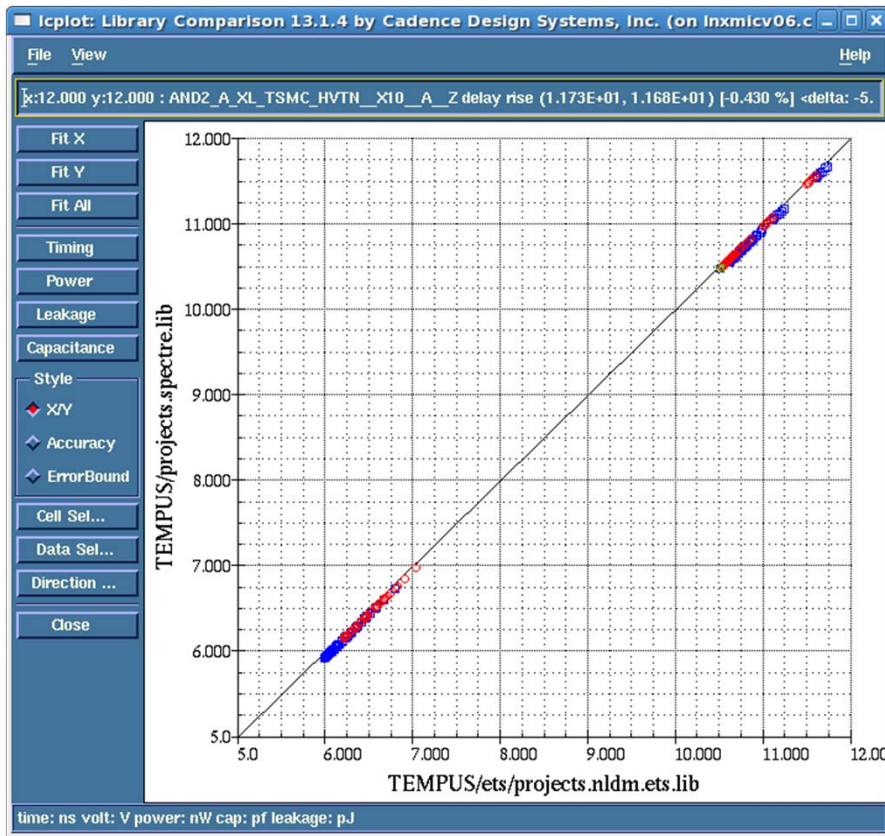 lcplot: Library Comparison 13.1.4 by Cadence Design Systems, Inc. (on lnxmicv06.c
File View Help
x:12.000 y:12.000 : AND2_A_XL_TSMC_HVTN__X10__A__Z delay rise (1.173E+01, 1.168E+01) [-0.430 %] <delta: -5.
Fit X
Fit Y
Fit All
Timing
Power
Leakage
Capacitance
Style
X/Y
Accuracy
ErrorBound
Cell Sel...
Data Sel...
Direction ...
Close
TEMPUS/projects.spectre.lib
12.000
11.000
10.000
9.000
8.000
7.000
6.000
5.0
5.0 6.000 7.000 8.000 9.000 10.000 11.000 12.00
TEMPUS/ets/projects.nldm.ets.lib
time: ns volt: V power: nW cap: pf leakage: pJ